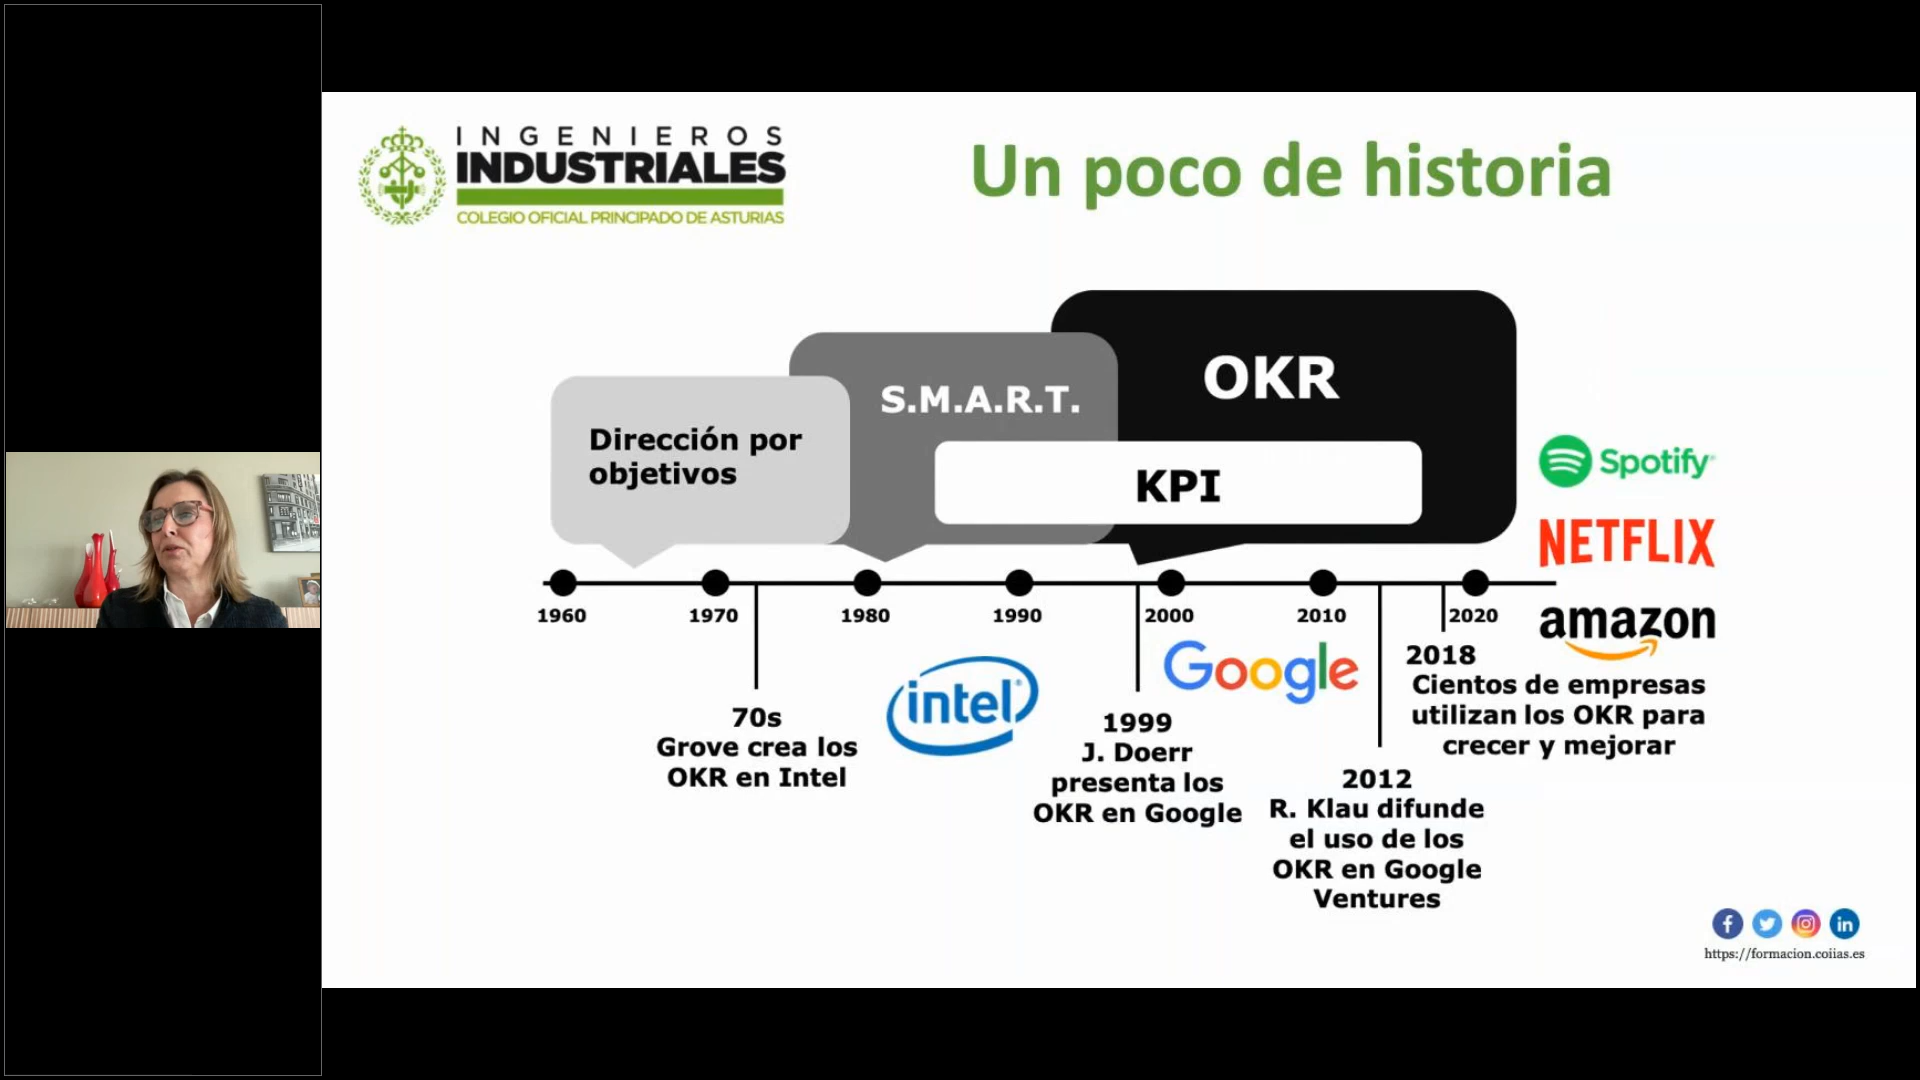 INGENIEROS
INDUSTRIALES
COLEGIO OFICIAL PRINCIPADO DE ASTURIAS
Un poco de historia
OKR
S.M.A.R.T.
Dirección por
objetivos
KPI
Spotify
NETFLIX
amazon
1960
1970
1980
1990
2000
2010
2020
intel
Google
70s
Grove crea los
OKR en Intel
1999
J. Doerr
presenta los
OKR en Google
2012
R. Klau difunde
el uso de los
OKR en Google
Ventures
2018
Cientos de empresas
utilizan los OKR para
crecer y mejorar
https://formacion.coiias.es